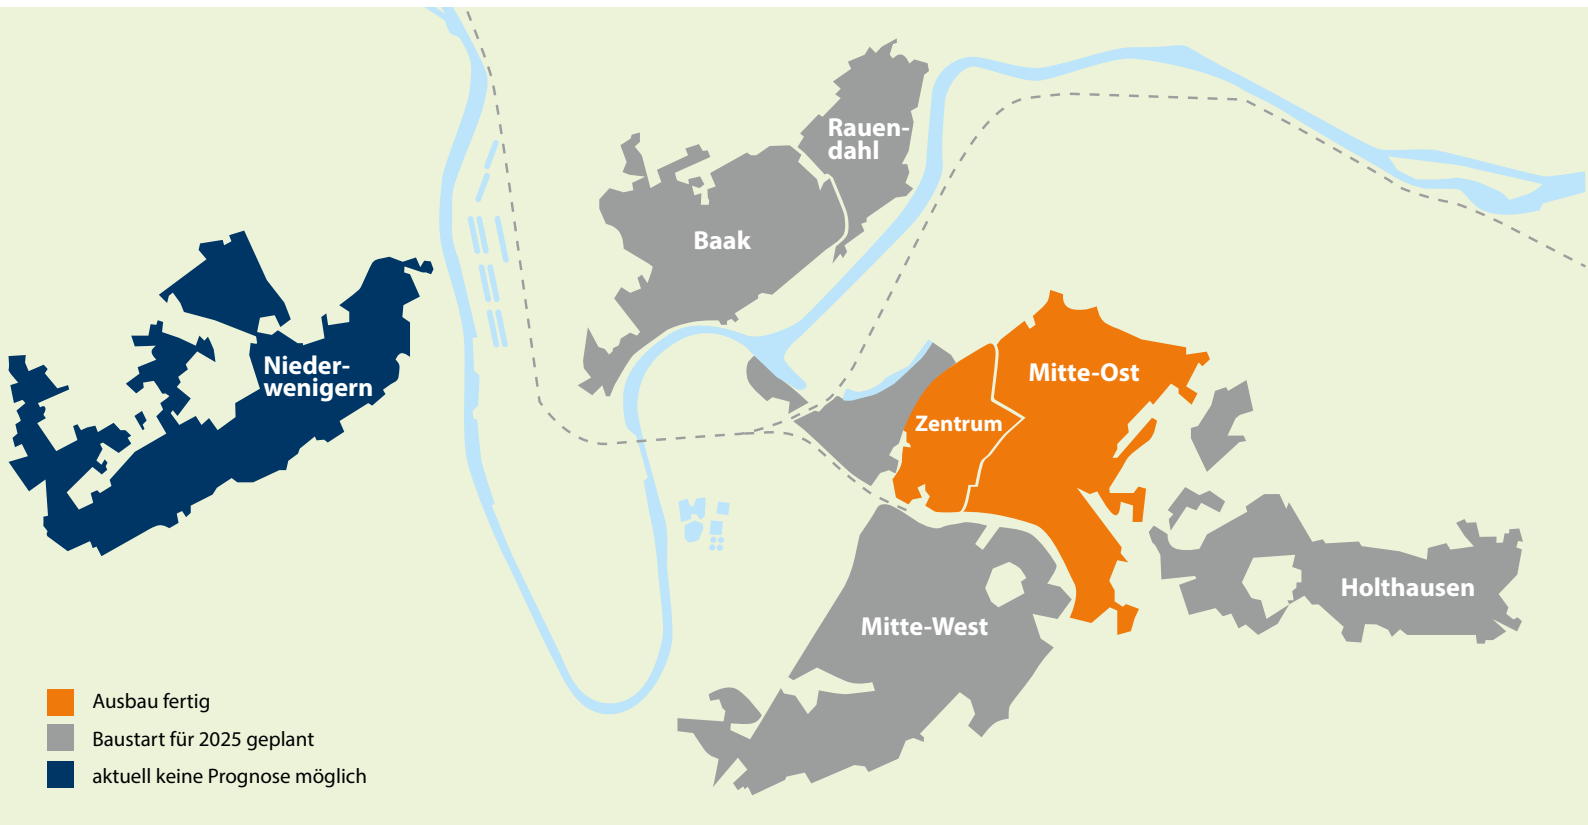 Rauen-
dahl
Baak
Nieder-
wenigern
Mitte-Ost
Zentrum
Holthausen
Mitte-West
Ausbau fertig
Baustart für 2025 geplant
aktuell keine Prognose möglich